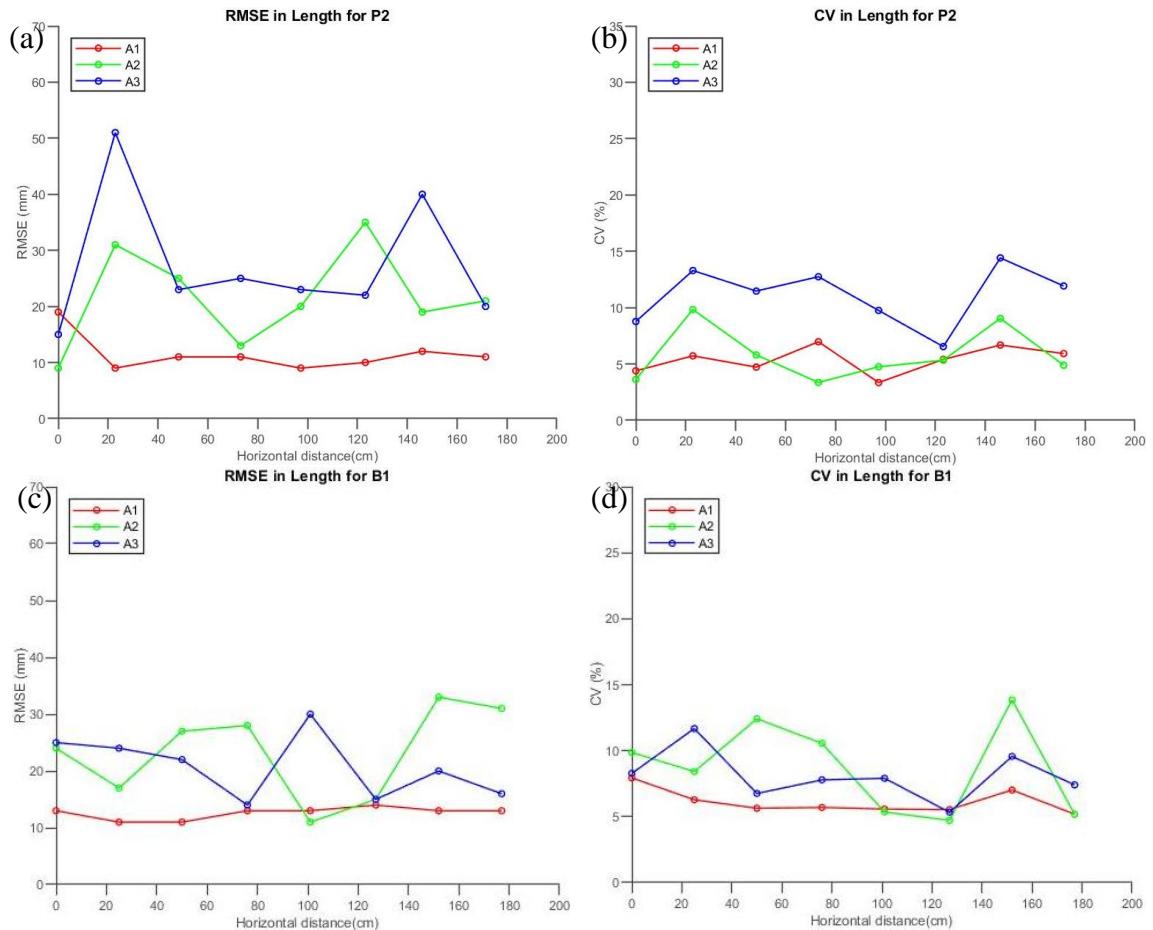 (a)
RMSE in Length for P2
A1
A2
A3
70
60
50
40
30
20
10
0
RMSE (mm)
0 20 40 60 80 100 120 140 160 180 200
Horizontal distance(cm)
(b)
CV in Length for P2
A1
A2
A3
35
30
25
20
15
10
5
0
CV (%)
0 20 40 60 80 100 120 140 160 180 200
Horizontal distance(cm)
(c)
RMSE in Length for B1
A1
A2
A3
70
60
50
40
30
20
10
0
RMSE (mm)
0 20 40 60 80 100 120 140 160 180 200
Horizontal distance(cm)
(d)
CV in Length for B1
A1
A2
A3
30
25
20
15
10
5
0
CV (%)
0 20 40 60 80 100 120 140 160 180 200
Horizontal distance(cm)